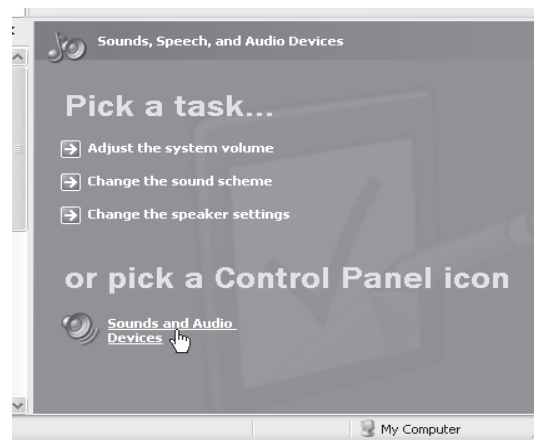 Sounds, Speech, and Audio Devices
Pick a task...
Adjust the system volume
Change the sound scheme
Change the speaker settings
or pick a Control Panel icon
Sounds and Audio
Devices
My Computer